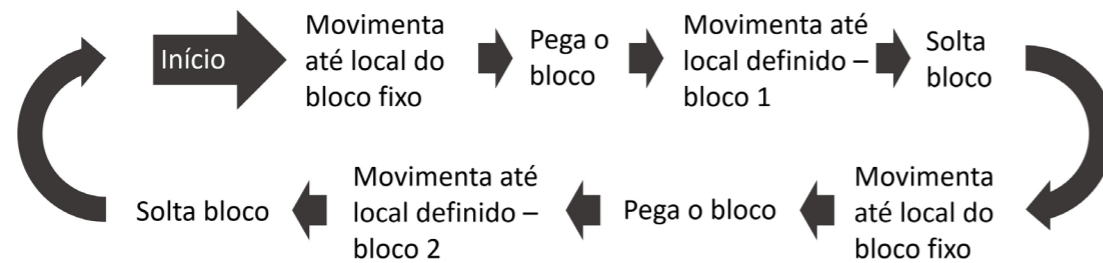 Início
Movimenta
até local do
bloco fixo
Pega o
bloco
Movimenta até
local definido –
bloco 1
Solta
bloco
Movimenta
até local do
bloco fixo
Pega o bloco
Movimenta até
local definido –
bloco 2
Solta bloco